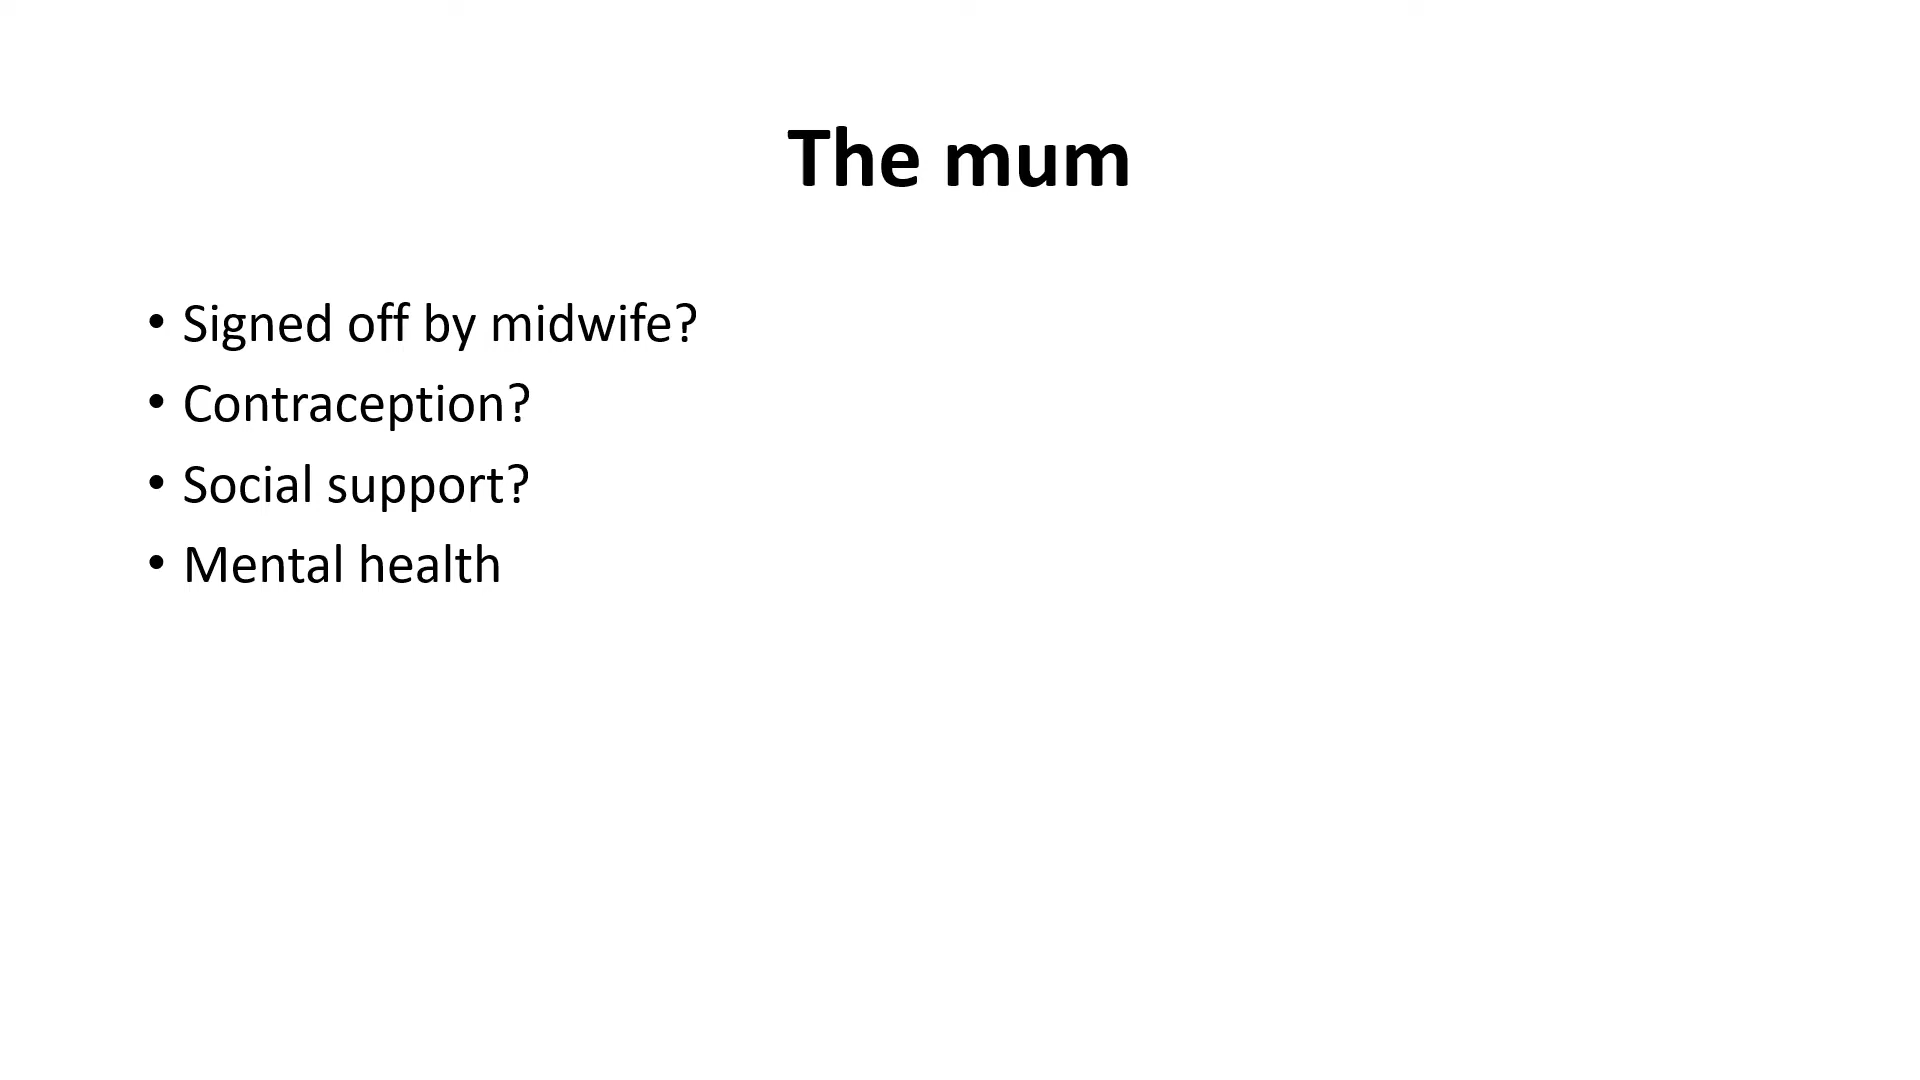 The mum
• Signed off by midwife?
• Contraception?
• Social support?
• Mental health